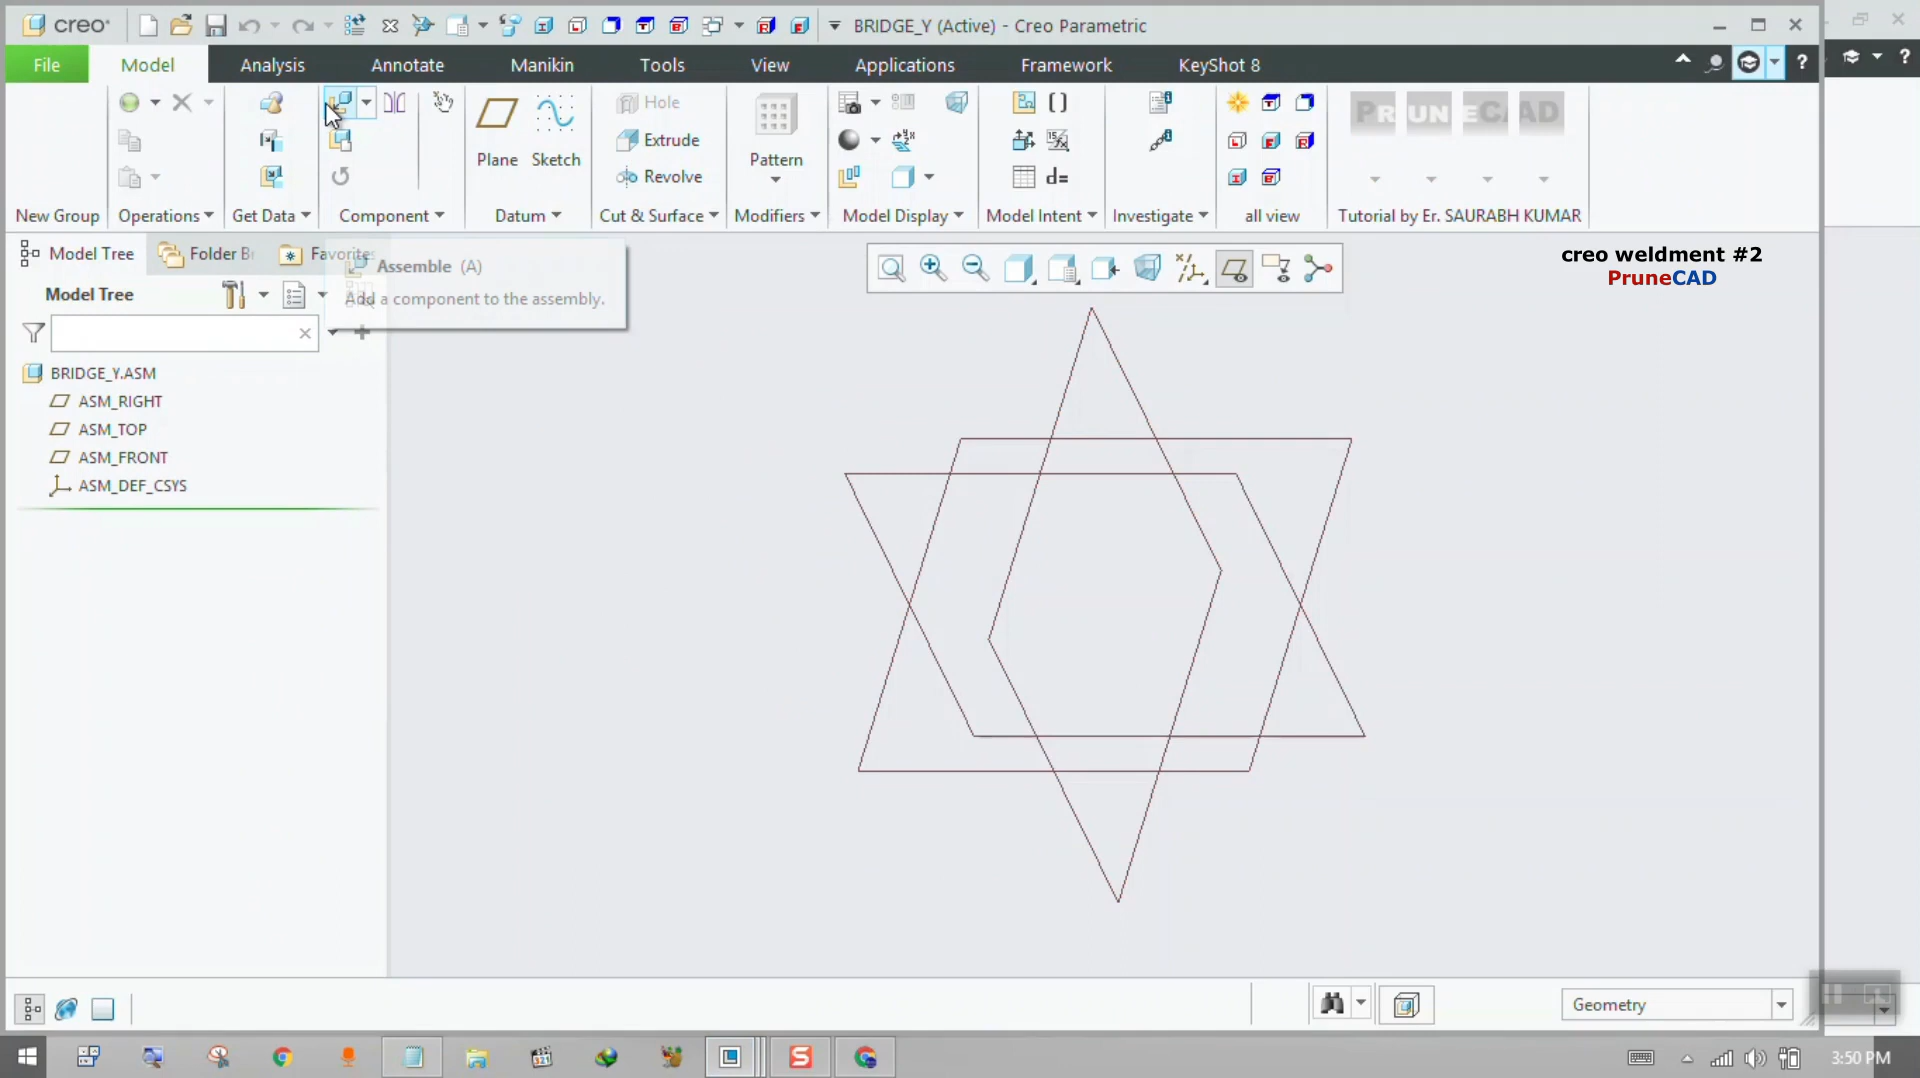 creo
BRIDGE_Y (Active) - Creo Parametric
File
Model
Analysis
Annotate
Manikin
Tools
View
Applications
Framework
KeyShot 8
?
?
Hole
Extrude
Revolve
Plane
Sketch
Pattern
d=
PRUNECAD
New Group
Operations
Get Data
Component
Datum
Cut & Surface
Modifiers
Model Display
Model Intent
Investigate
all view
Tutorial by Er. SAURABH KUMAR
Model Tree
Folder B
Favorite
Assemble (A)
Add a component to the assembly.
Model Tree
creo weldment #2
PruneCAD
BRIDGE_Y.ASM
ASM_RIGHT
ASM_TOP
ASM_FRONT
ASM_DEF_CSYS
Geometry
3:50 PM